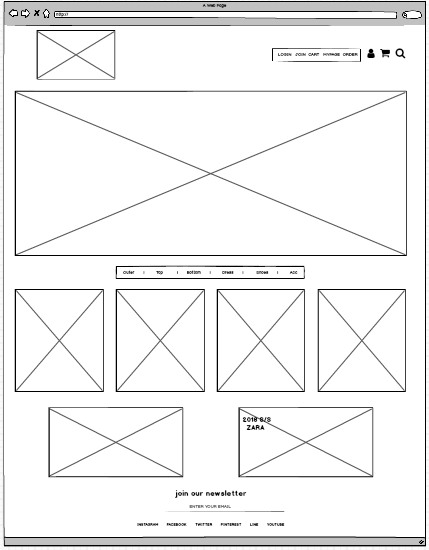 A Web Page
http://
LOGIN JOIN CART MYPAGE ORDER
Outer | Top | Bottom | Dress | Shoes | Acc
2016 S/S
ZARA
join our newsletter
ENTER YOUR EMAIL
INSTAGRAM FACEBOOK TWITTER PINTEREST LINE YOUTUBE